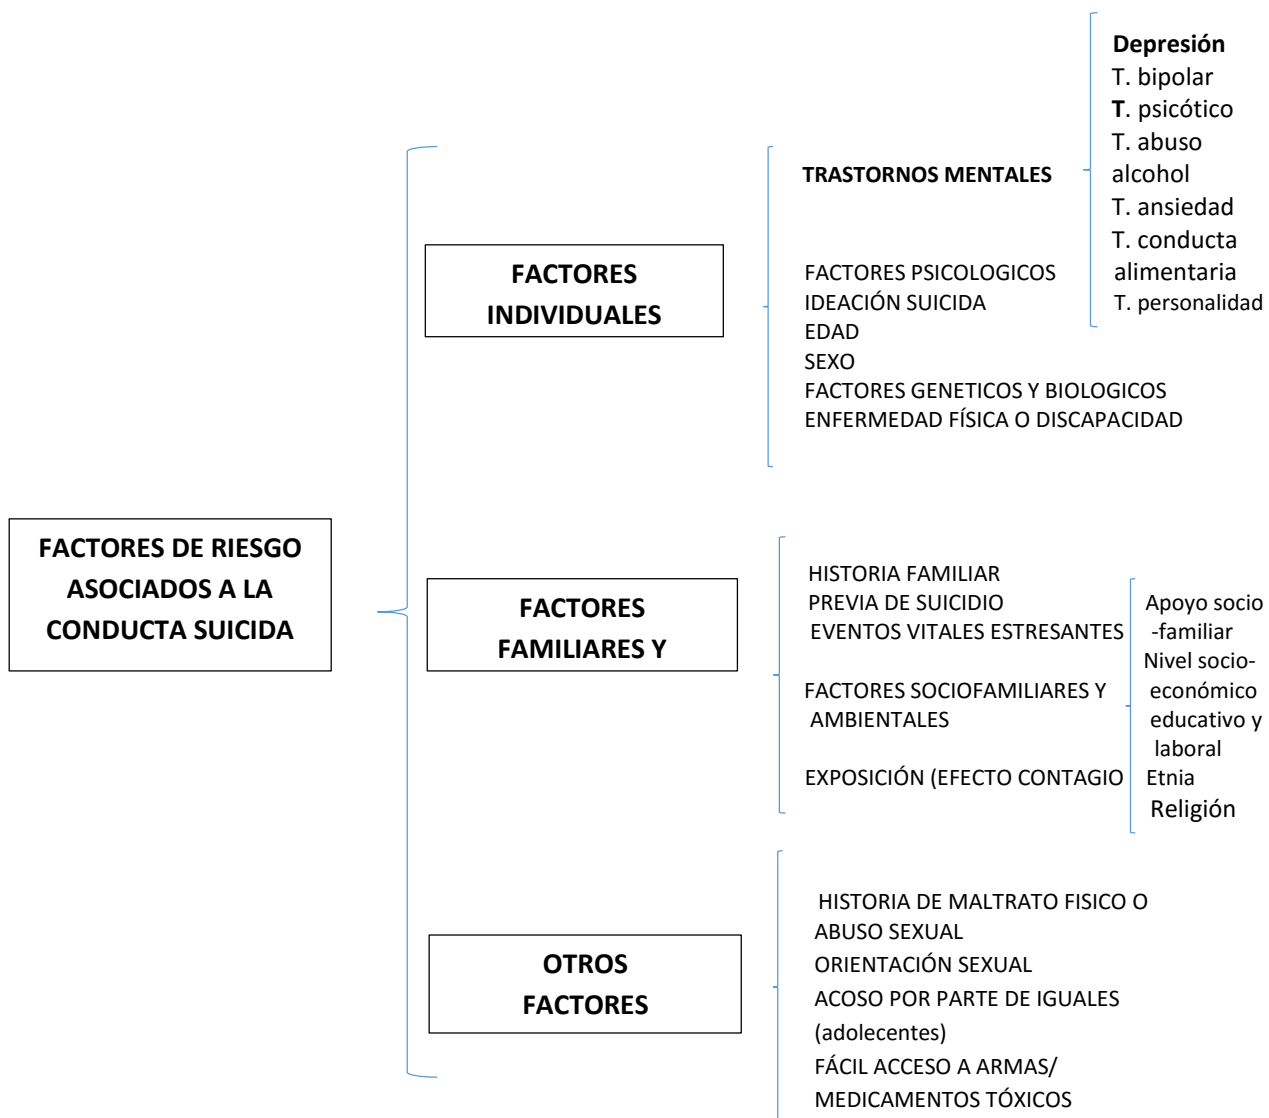 FACTORES DE RIESGO
ASOCIADOS A LA
CONDUCTA SUICIDA
FACTORES
INDIVIDUALES
TRASTORNOS MENTALES
Depresión
T. bipolar
T. psicótico
T. abuso
alcohol
T. ansiedad
T. conducta
alimentaria
T. personalidad
FACTORES PSICOLOGICOS
IDEACIÓN SUICIDA
EDAD
SEXO
FACTORES GENETICOS Y BIOLOGICOS
ENFERMEDAD FÍSICA O DISCAPACIDAD
FACTORES
FAMILIARES Y
HISTORIA FAMILIAR
PREVIA DE SUICIDIO
EVENTOS VITALES ESTRESANTES
FACTORES SOCIOFAMILIARES Y
AMBIENTALES
EXPOSICIÓN (EFECTO CONTAGIO
Apoyo socio
-familiar
Nivel socio-
económico
educativo y
laboral
Etnia
Religión
OTROS
FACTORES
HISTORIA DE MALTRATO FISICO O
ABUSO SEXUAL
ORIENTACIÓN SEXUAL
ACOSO POR PARTE DE IGUALES
(adolecentes)
FÁCIL ACCESO A ARMAS/
MEDICAMENTOS TÓXICOS